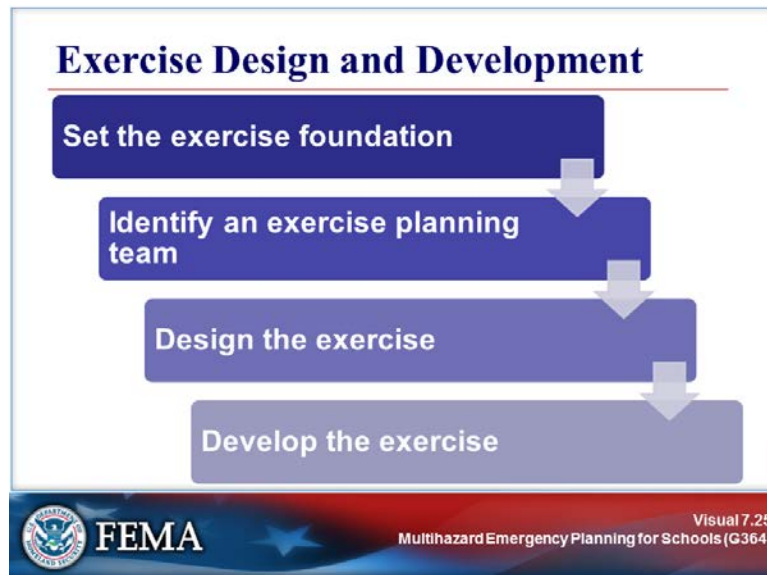 Exercise Design and Development
Set the exercise foundation
Identify an exercise planning
team
Design the exercise
Develop the exercise
FEMA
Visual 7.25
Multihazard Emergency Planning for Schools (G364